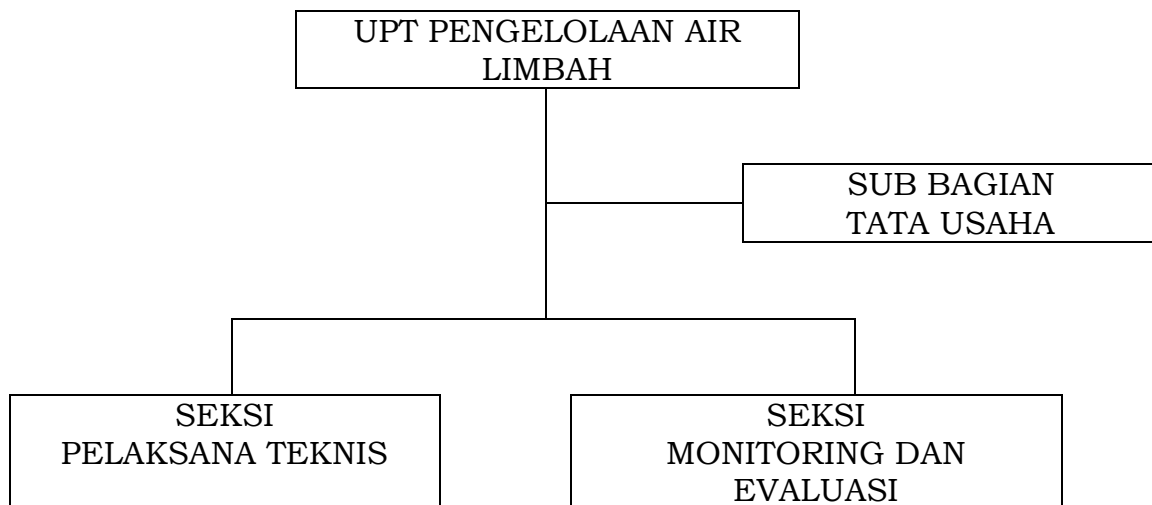 UPT PENGELOLAAN AIR
LIMBAH
SUB BAGIAN
TATA USAHA
SEKSI
PELAKSANA TEKNIS
SEKSI
MONITORING DAN
EVALUASI